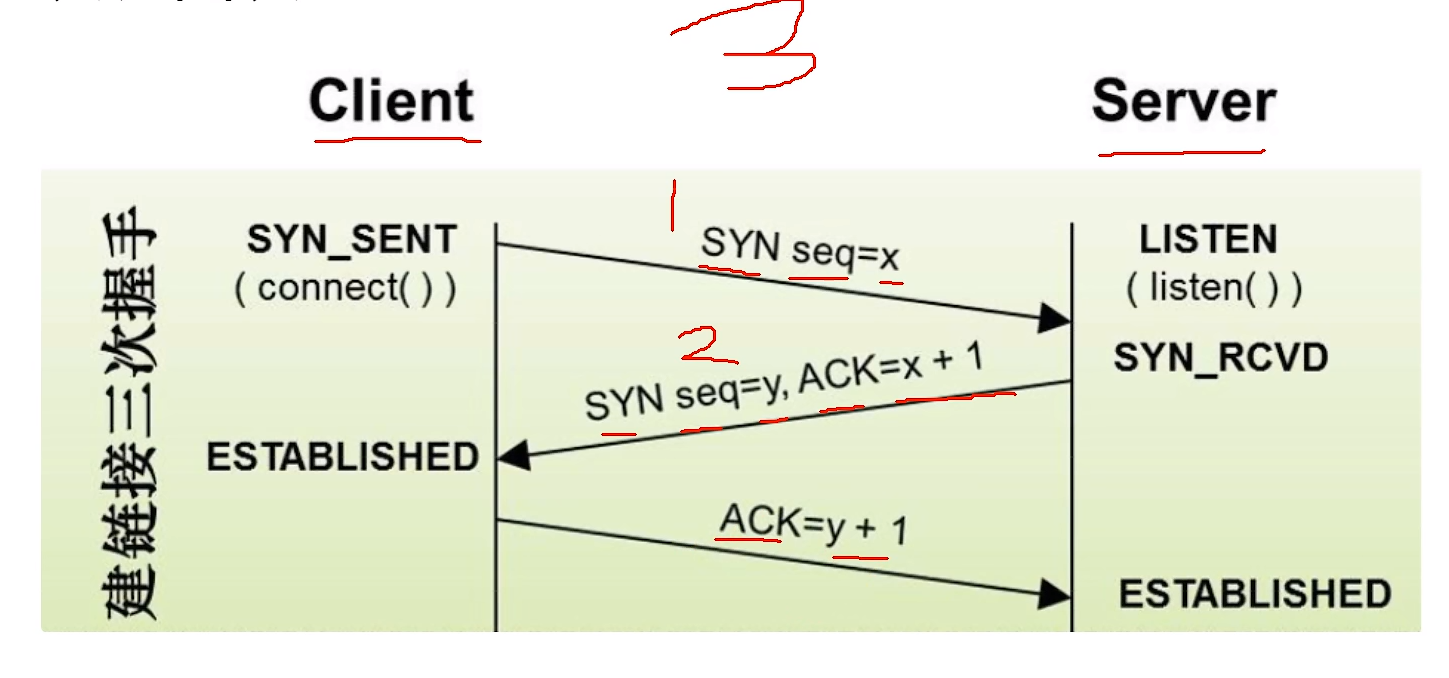 3
Client
Server
建链接三次握手
1
SYN_SENT
( connect( ) )
SYN seq=x
LISTEN
( listen( ) )
2
SYN_RCVD
SYN seq=y, ACK=x + 1
ESTABLISHED
ACK=y + 1
ESTABLISHED